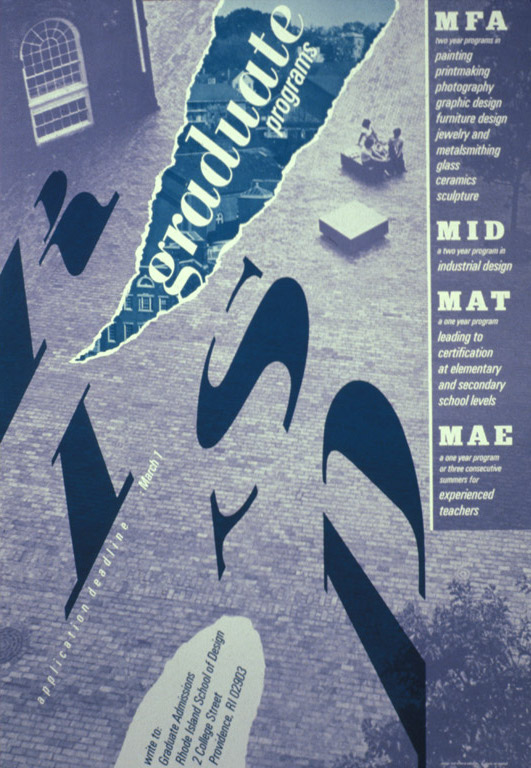 graduate
programs
R I S D
application deadline March 1
write to:
Graduate Admissions
Rhode Island School of Design
2 College Street
Providence, RI 02903
MFA
two year programs in
painting
printmaking
photography
graphic design
furniture design
jewelry and
metalsmithing
glass
ceramics
sculpture
MID
a two year program in
industrial design
MAT
a one year program
leading to
certification
at elementary
and secondary
school levels
MAE
a one year program
or three consecutive
summers for
experienced
teachers